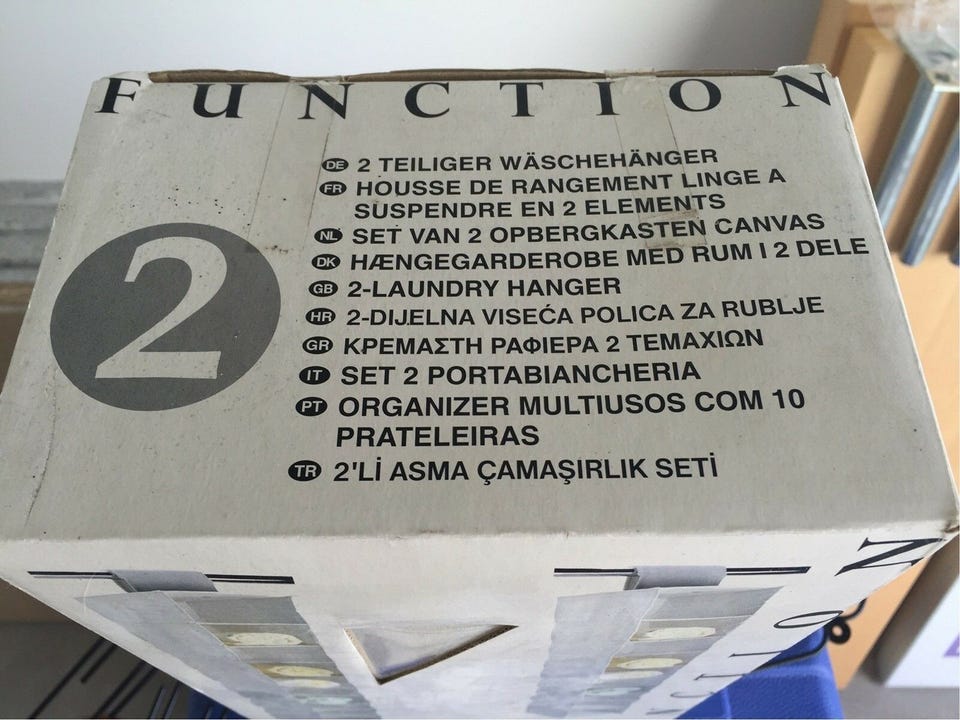 FUNCTION
2
DE 2 TEILIGER WÄSCHEHÄNGER
FR HOUSSE DE RANGEMENT LINGE A
SUSPENDRE EN 2 ELEMENTS
NL SET VAN 2 OPBERGKASTEN CANVAS
DK HÆNGEGARDEROBE MED RUM I 2 DELE
GB 2-LAUNDRY HANGER
HR 2-DIJELNA VISEĆA POLICA ZA RUBLJE
GR ΚΡΕΜΑΣΤΗ ΡΑΦΙΕΡΑ 2 ΤΕΜΑΧΙΩΝ
IT SET 2 PORTABIANCHERIA
PT ORGANIZER MULTIUSOS COM 10
PRATELEIRAS
TR 2'Lİ ASMA ÇAMAŞIRLIK SETİ